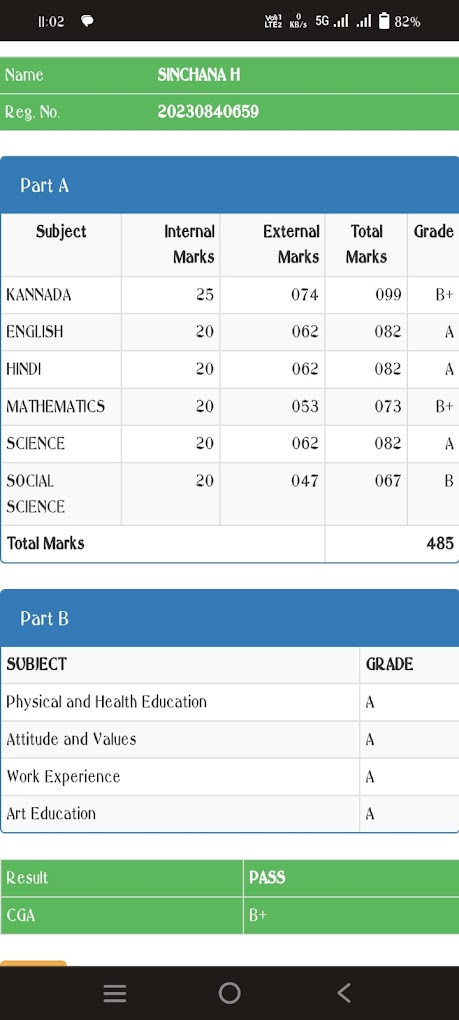 11:02 VoWi LTE2 0 KB/s 5G 82%
Name SINCHANA H
Reg. No. 20230840659
Part A
Subject Internal Marks External Marks Total Marks Grade
KANNADA 25 074 099 B+
ENGLISH 20 062 082 A
HINDI 20 062 082 A
MATHEMATICS 20 053 073 B+
SCIENCE 20 062 082 A
SOCIAL SCIENCE 20 047 067 B
Total Marks 485
Part B
SUBJECT GRADE
Physical and Health Education A
Attitude and Values A
Work Experience A
Art Education A
Result PASS
CGA B+